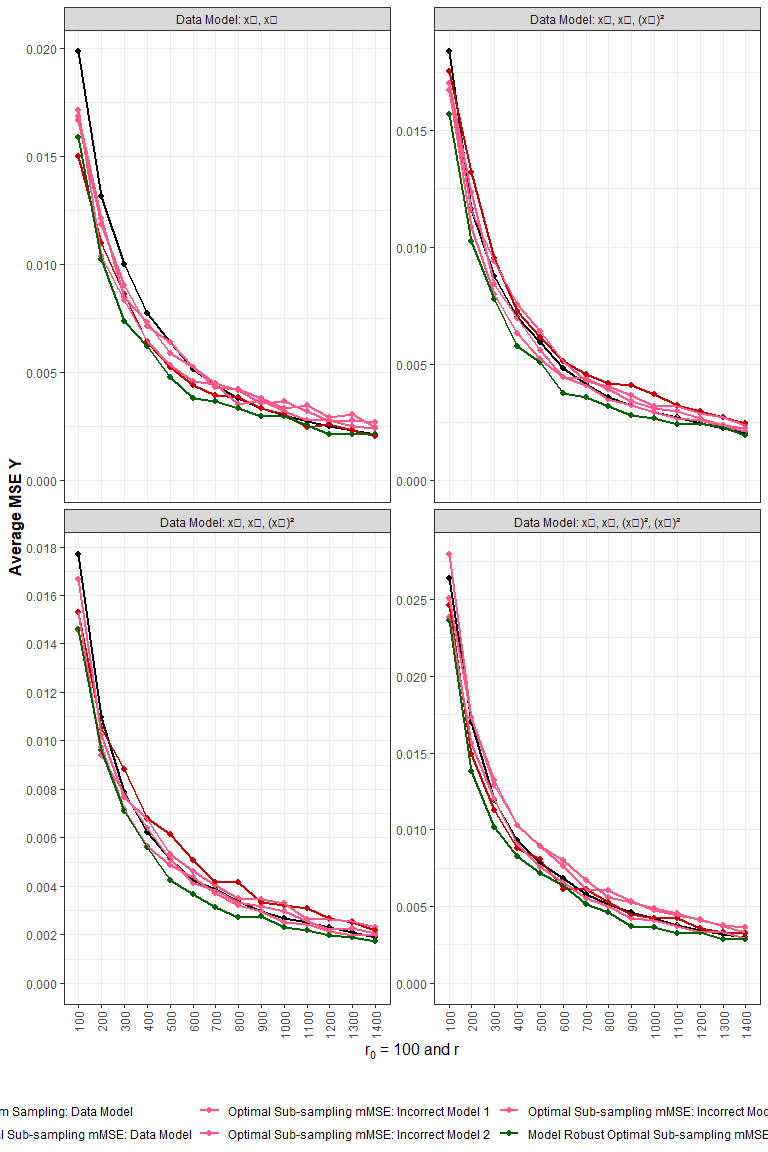 Data Model: x▯, x▯
Data Model: x▯, x▯, (x▯)²
0.020
0.015
0.010
0.005
0.000
0.015
0.010
0.005
0.000
Average MSE Y
Data Model: x▯, x▯, (x▯)²
Data Model: x▯, x▯, (x▯)², (x▯)²
0.018
0.016
0.014
0.012
0.010
0.008
0.006
0.004
0.002
0.000
0.025
0.020
0.015
0.010
0.005
0.000
100 200 300 400 500 600 700 800 900 1000 1100 1200 1300 1400
100 200 300 400 500 600 700 800 900 1000 1100 1200 1300 1400
r₀ = 100 and r
m Sampling: Data Model
Optimal Sub-sampling mMSE: Incorrect Model 1
Optimal Sub-sampling mMSE: Incorrect Mo
l Sub-sampling mMSE: Data Model
Optimal Sub-sampling mMSE: Incorrect Model 2
Model Robust Optimal Sub-sampling mMSE